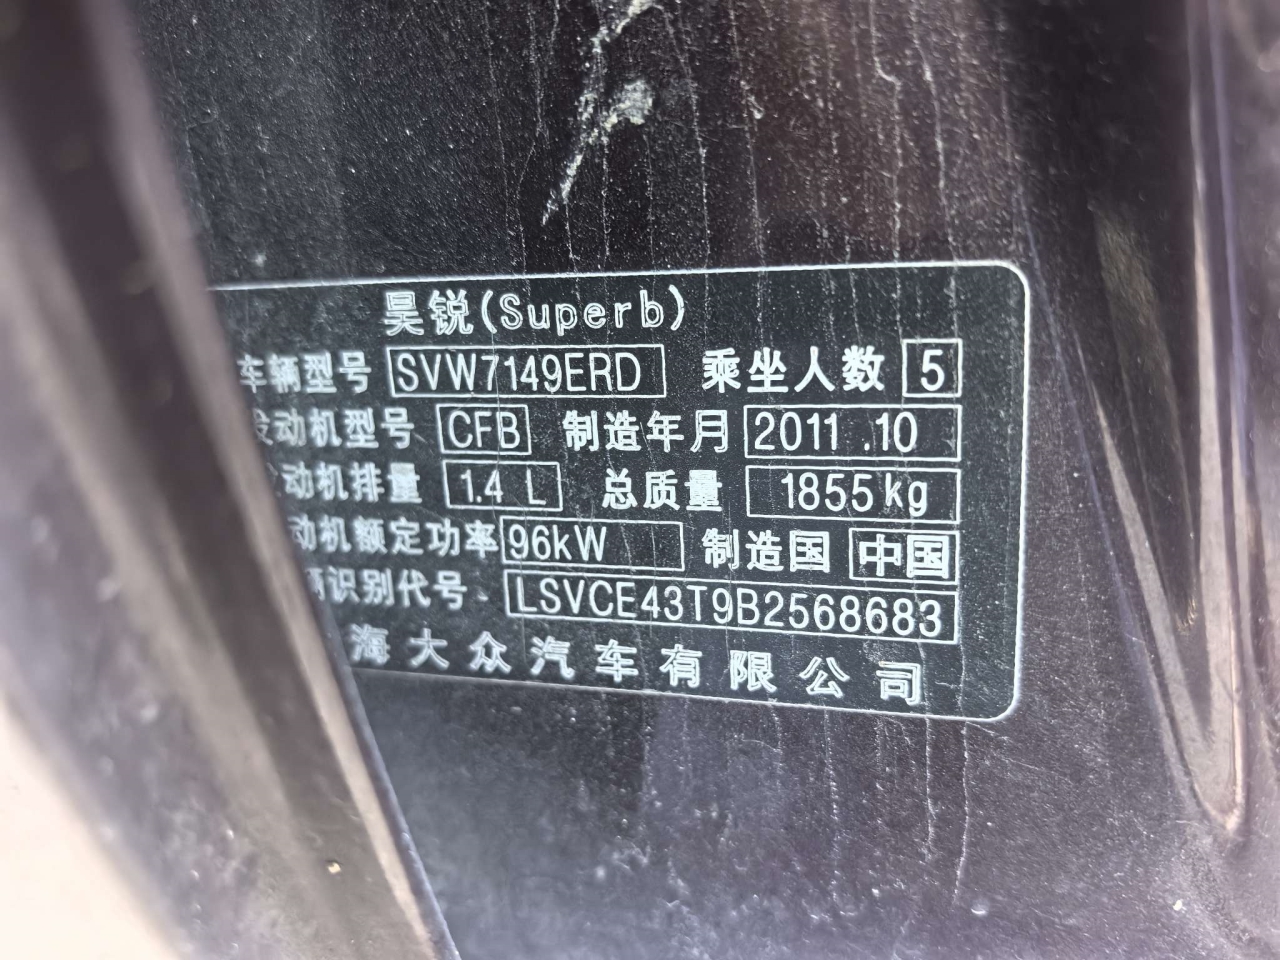 昊锐(Superb)
车辆型号 SVW7149ERD 乘坐人数 5
发动机型号 CFB 制造年月 2011 .10
动机排量 1.4 L 总质量 1855kg
动机额定功率 96kW 制造国 中国
辆识别代号 LSVCE43T9B2568683
海大众汽车有限公司